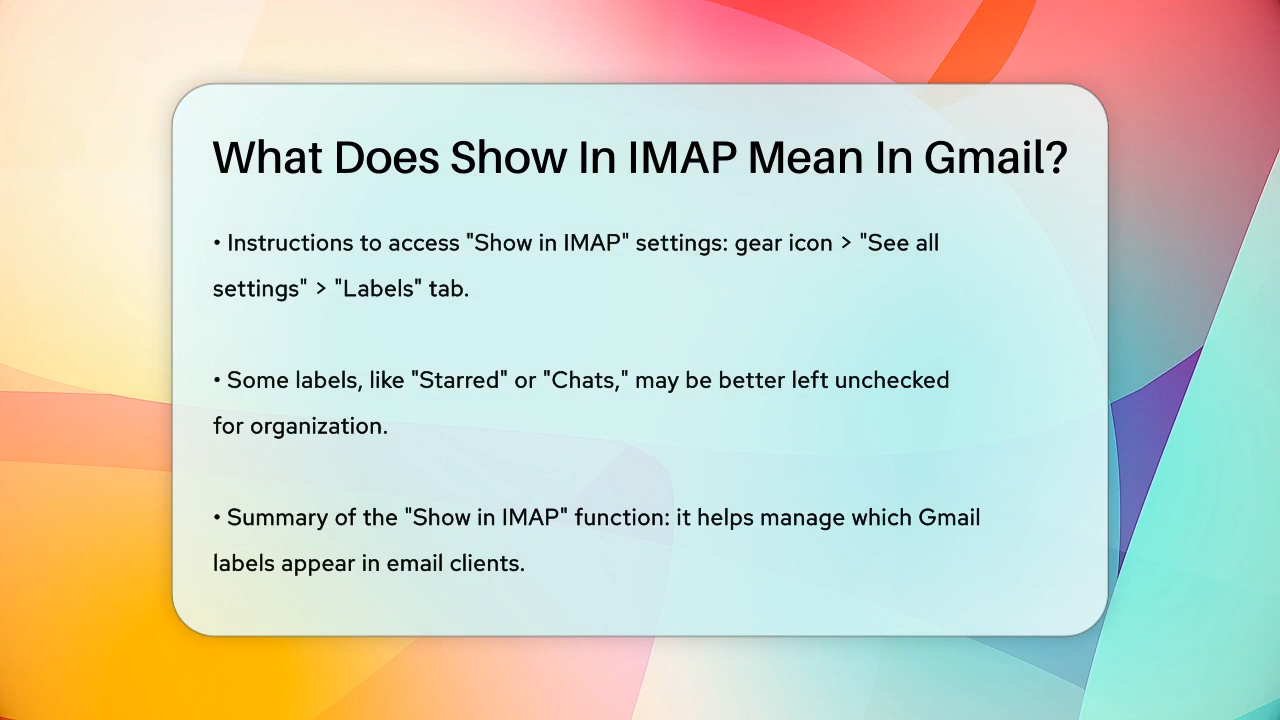 What Does Show In IMAP Mean In Gmail?
• Instructions to access "Show in IMAP" settings: gear icon > "See all
settings" > "Labels" tab.
• Some labels, like "Starred" or "Chats," may be better left unchecked
for organization.
• Summary of the "Show in IMAP" function: it helps manage which Gmail
labels appear in email clients.